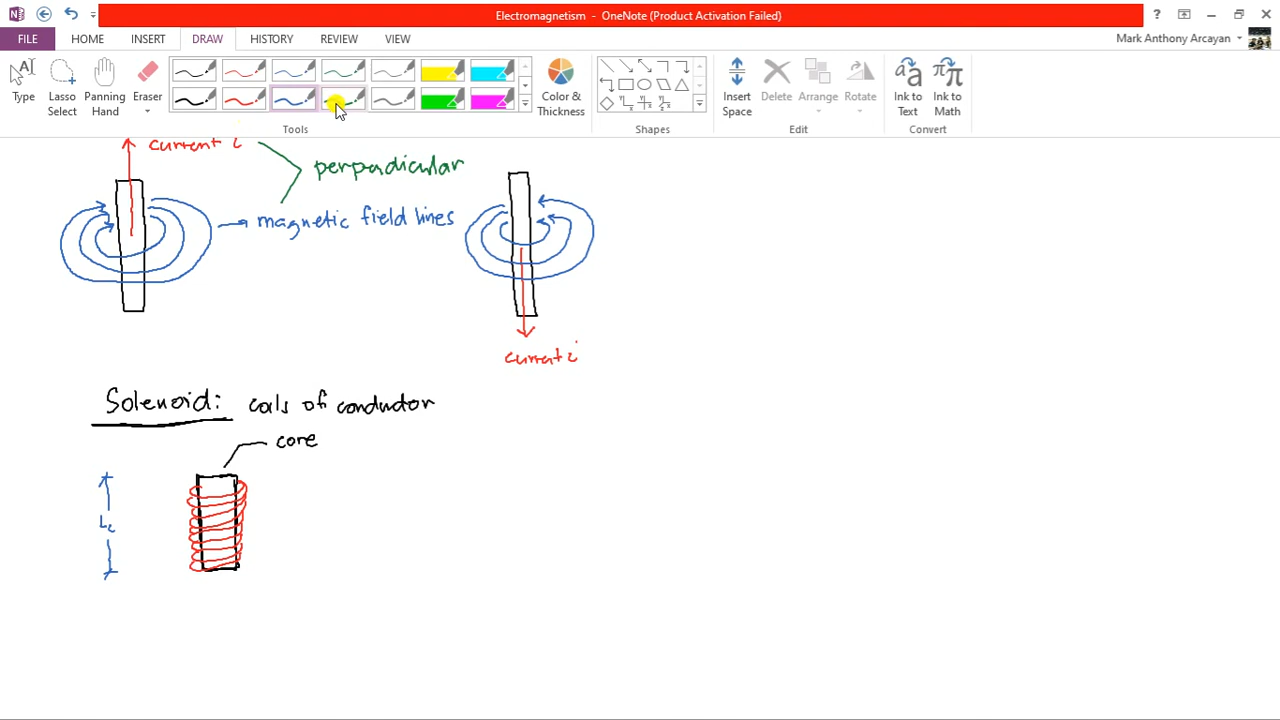 Electromagnetism - OneNote (Product Activation Failed)
?
FILE HOME INSERT DRAW HISTORY REVIEW VIEW
Mark Anthony Arcayan
Type
Lasso Select
Panning Hand
Eraser
Color & Thickness
Insert Space
Delete
Arrange
Rotate
Ink to Text
Ink to Math
Tools
Shapes
Edit
Convert
current i
perpadicular
magnetic field lines
current i
Solenoid: coils of conductor
core